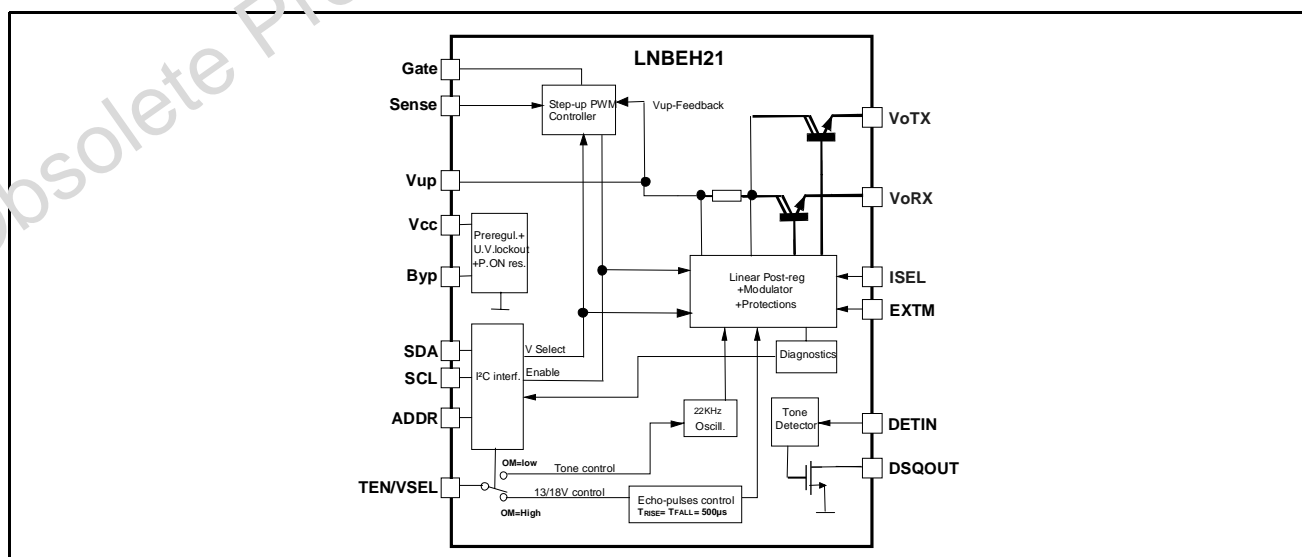 Obsolete Pr
LNBEH21
Gate
Sense
Step-up PWM
Controller
Vup-Feedback
VoTX
Vup
VoRX
Vcc
Preregul.+
U.V.lockout
+P.ON res.
Byp
Linear Post-reg
+Modulator
+Protections
ISEL
EXTM
SDA
SCL
ADDR
I²C interf.
V Select
Enable
Diagnostics
22KHz
Oscill.
Tone
Detector
DETIN
DSQOUT
TEN/VSEL
OM=low
Tone control
13/18V control
OM=High
Echo-pulses control
TRISE= TFALL = 500µs